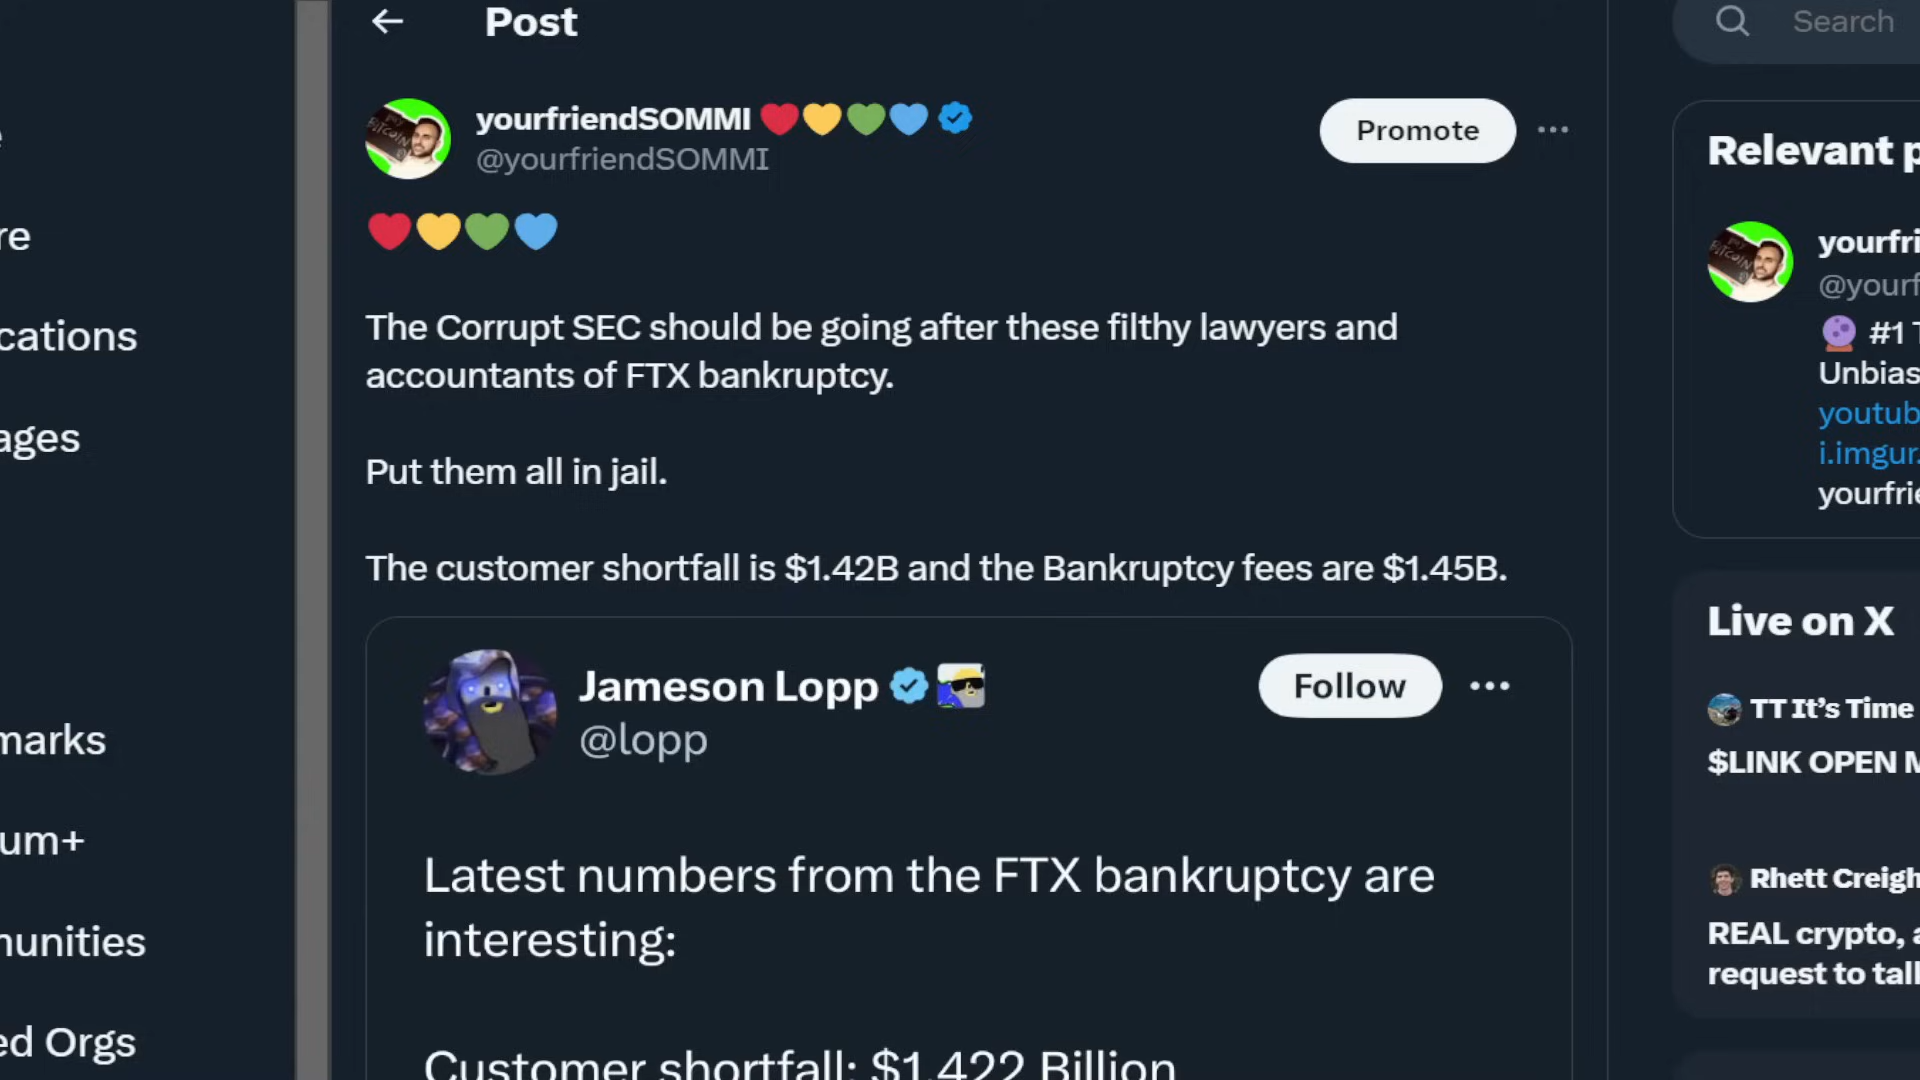 Post
Search
yourfriendSOMMI
@yourfriendSOMMI
Promote
The Corrupt SEC should be going after these filthy lawyers and
accountants of FTX bankruptcy.
Put them all in jail.
The customer shortfall is $1.42B and the Bankruptcy fees are $1.45B.
Jameson Lopp
@lopp
Follow
Latest numbers from the FTX bankruptcy are
interesting:
Customer shortfall: $1.422 Billion
re
cations
ages
marks
um+
nunities
ed Orgs
Relevant p
yourfri
@yourf
#1 T
Unbias
youtub
i.imgur.
yourfrie
Live on X
TT It’s Time
$LINK OPEN M
Rhett Creigh
REAL crypto, a
request to tall